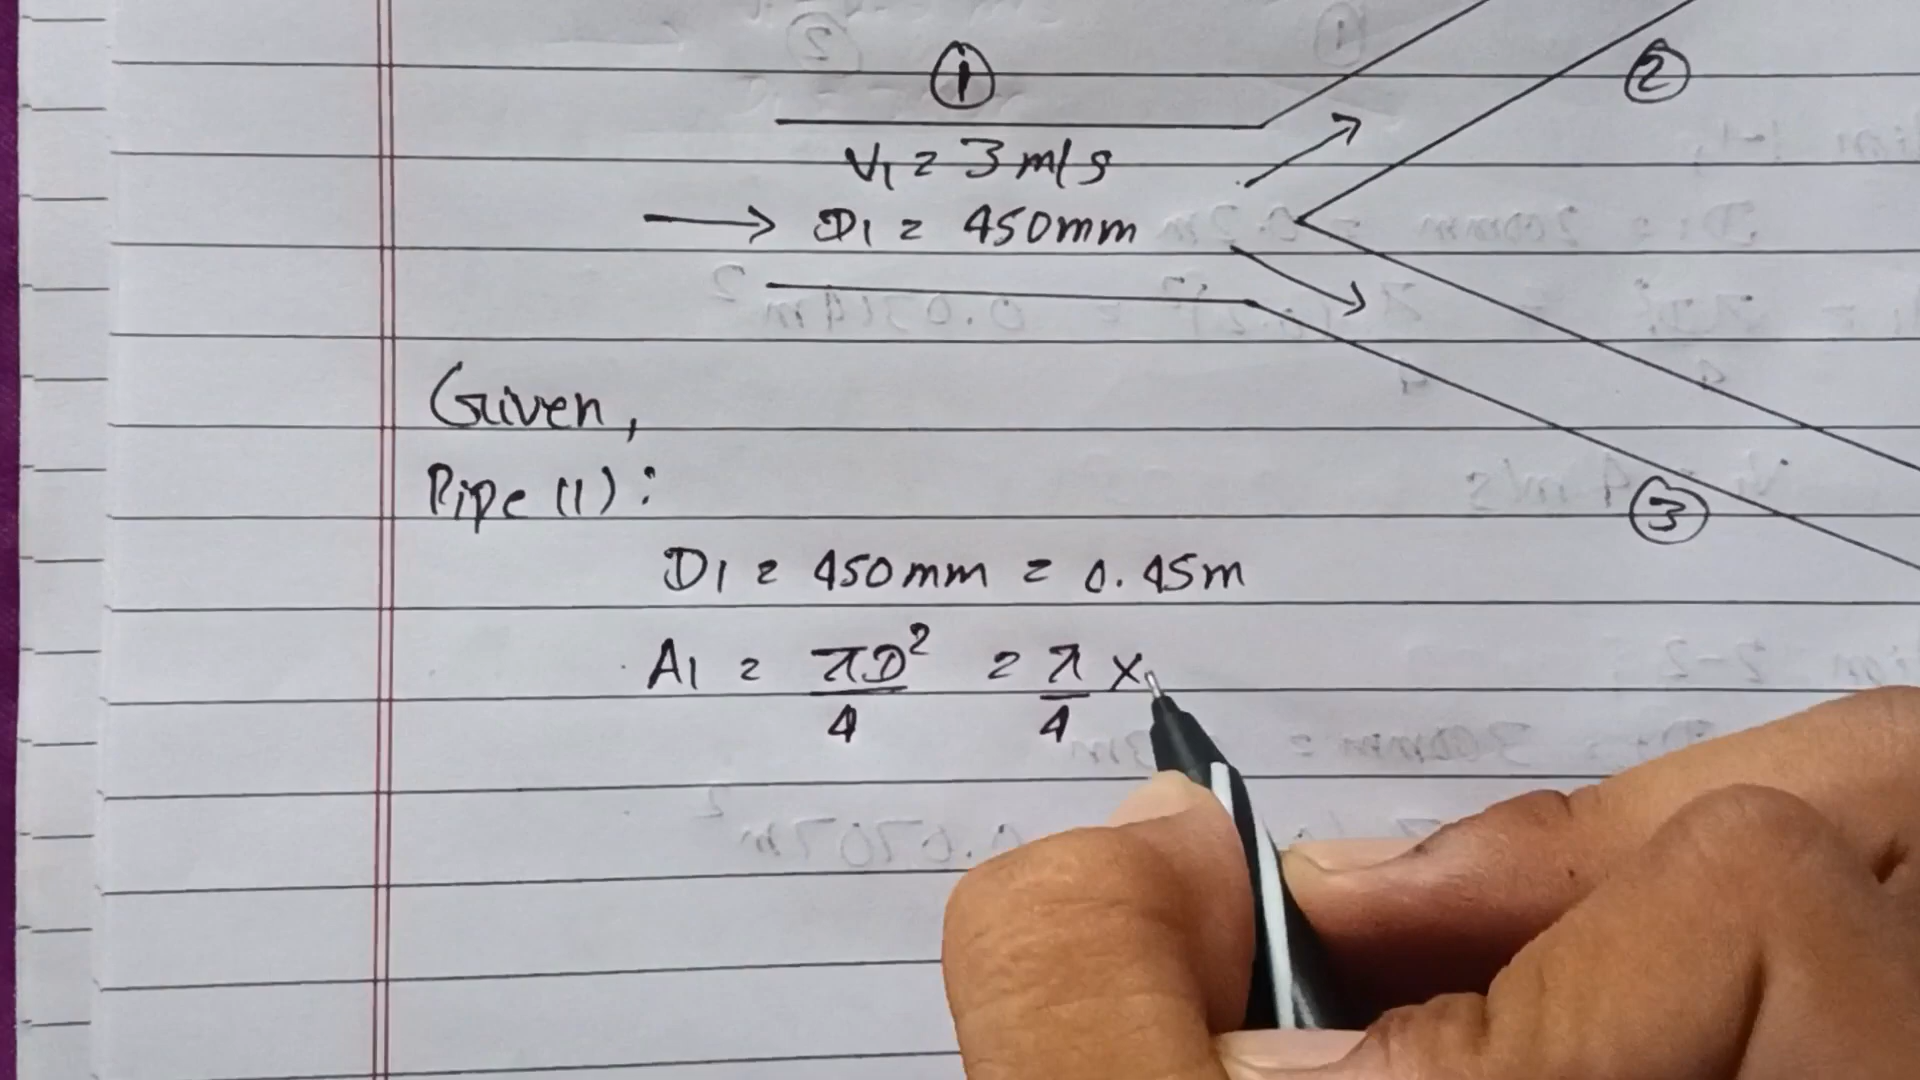 ①
②
V1 = 3 m/s
D1 = 450mm
Given,
Pipe (1):
③
D1 = 450mm = 0.45m
A1 = πD²/4 = π/4 ×